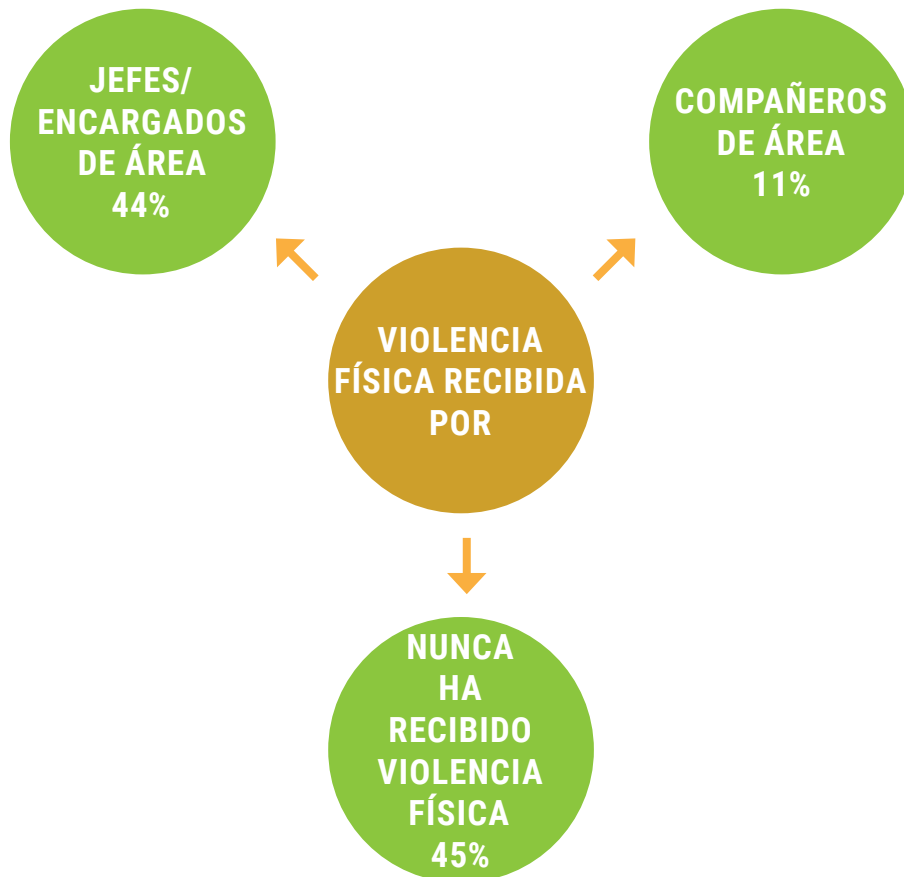 JEFES/
ENCARGADOS
DE ÁREA
44%
COMPAÑEROS
DE ÁREA
11%
VIOLENCIA
FÍSICA RECIBIDA
POR
NUNCA
HA
RECIBIDO
VIOLENCIA
FÍSICA
45%